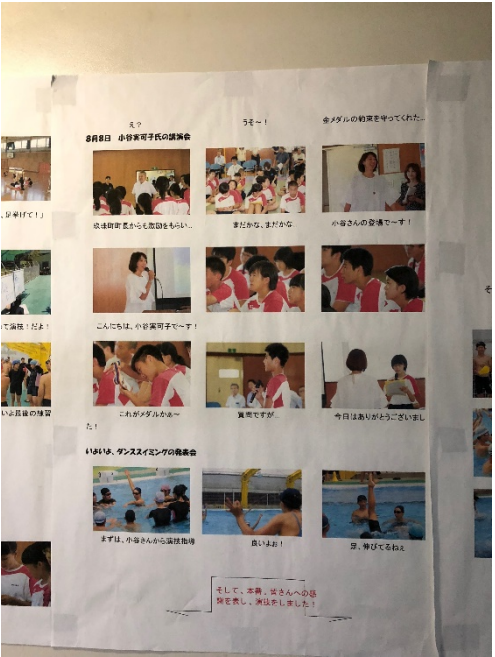 え？
うそ～！
金メダルの約束を守ってくれた…
8月8日　小谷実可子氏の講演会
、足挙げて！」
玖珠町町長からも激励をもらい…
まだかな、まだかな
小谷さんの登場で～す！
って演技！だよ！
こんにちは、小谷実可子で～す！
いよ最後の練習
これがメダルかぁ～
質問ですが…
今日はありがとうございまし
た！
そ
いよいよ、ダンススイミングの発表会
まずは、小谷さんから演技指導
良いよぉ！
足、伸びてるねぇ
そして、本番、皆さんへの感
謝を表し、演技をしました！